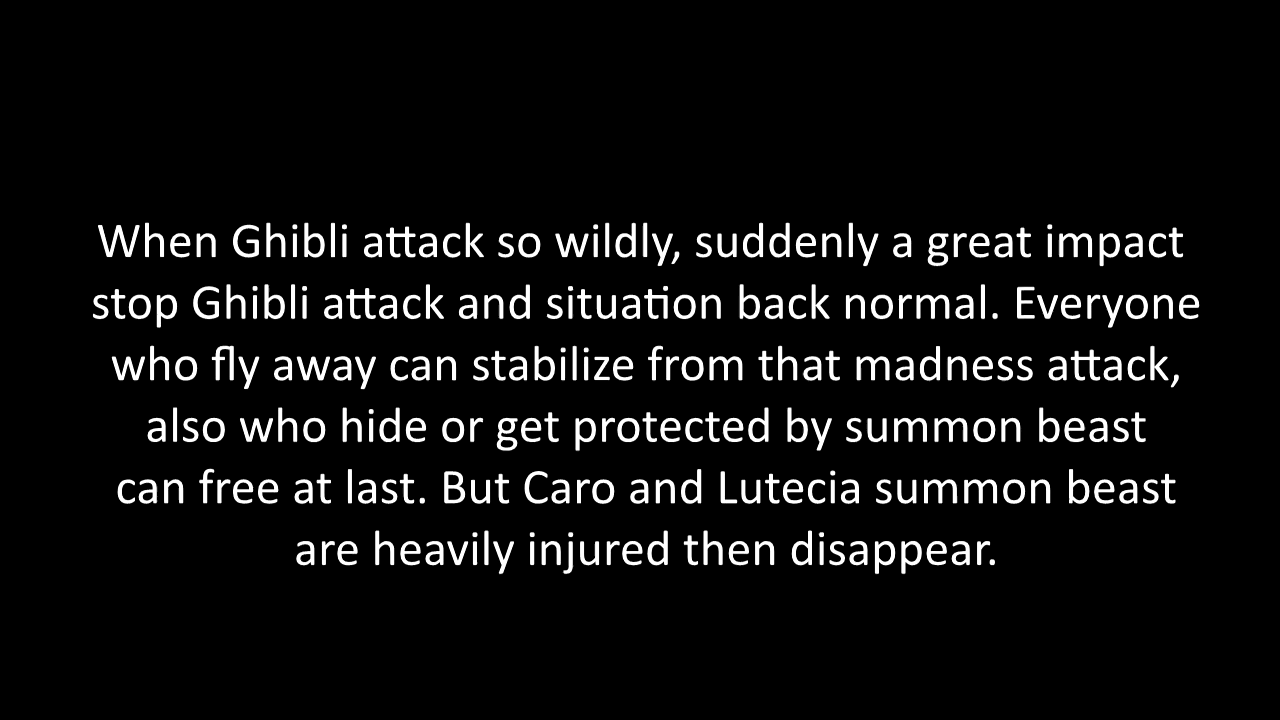 When Ghibli attack so wildly, suddenly a great impact
stop Ghibli attack and situation back normal. Everyone
who fly away can stabilize from that madness attack,
also who hide or get protected by summon beast
can free at last. But Caro and Lutecia summon beast
are heavily injured then disappear.